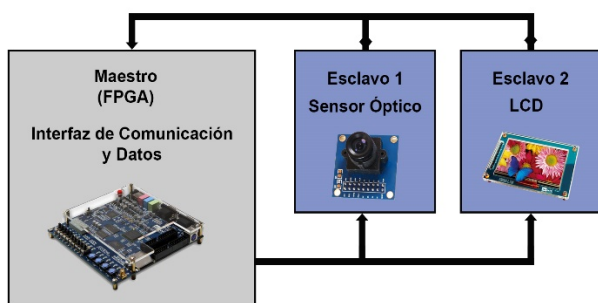 Maestro
(FPGA)
Interfaz de Comunicación
y Datos
Esclavo 1
Sensor Óptico
Esclavo 2
LCD